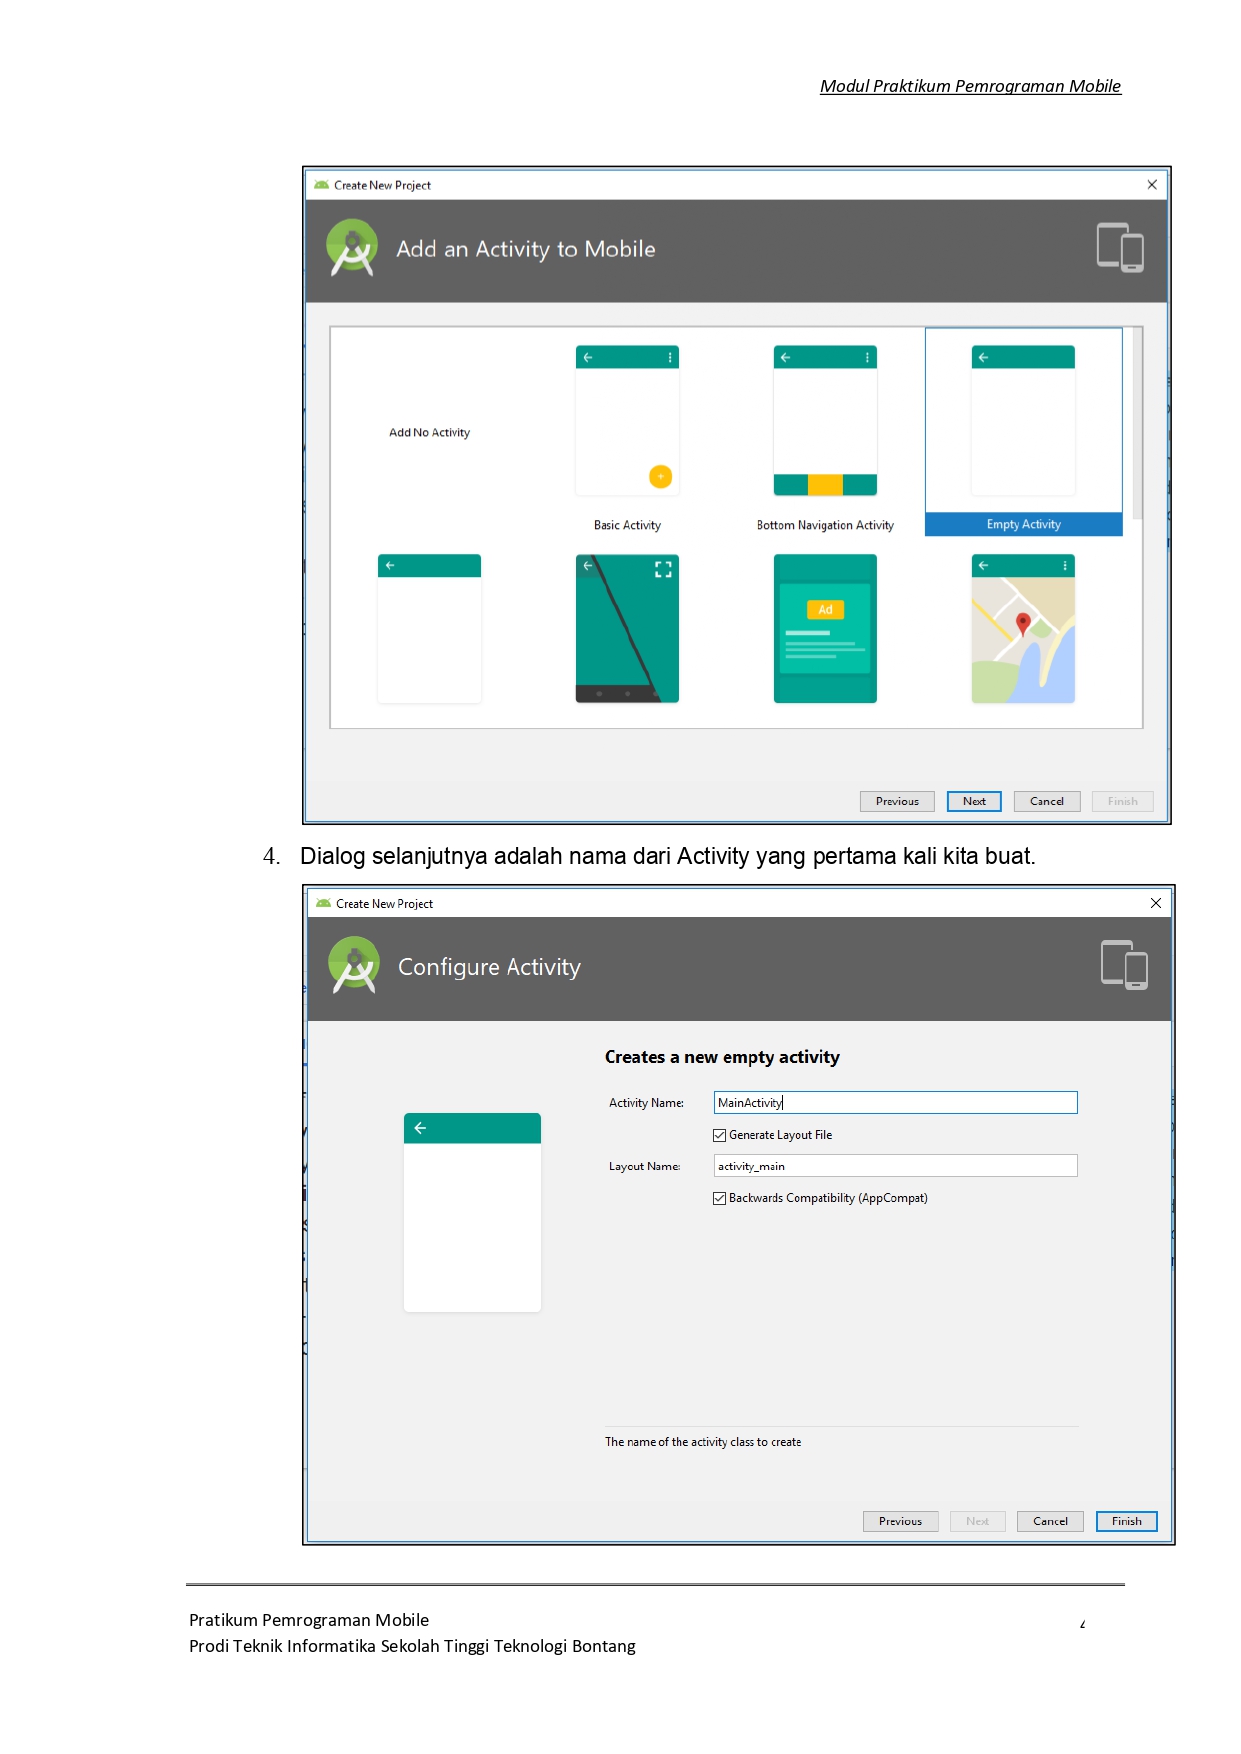 Modul Praktikum Pemrograman Mobile
Create New Project
Add an Activity to Mobile
Add No Activity
Basic Activity
Bottom Navigation Activity
Empty Activity
Ad
Previous
Next
Cancel
Finish
4. Dialog selanjutnya adalah nama dari Activity yang pertama kali kita buat.
Create New Project
Configure Activity
Creates a new empty activity
Activity Name: MainActivity
Generate Layout File
Layout Name: activity_main
Backwards Compatibility (AppCompat)
The name of the activity class to create
Previous
Next
Cancel
Finish
Pratikum Pemrograman Mobile
Prodi Teknik Informatika Sekolah Tinggi Teknologi Bontang